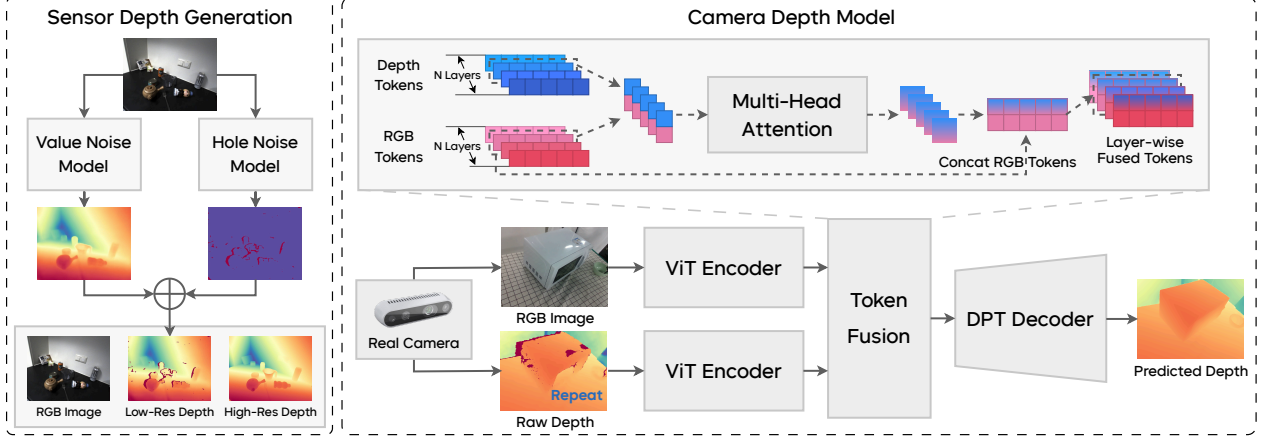 Sensor Depth Generation
Value Noise
Model
Hole Noise
Model
RGB Image
Low-Res Depth
High-Res Depth
Camera Depth Model
Depth
Tokens
N Layers
RGB
Tokens
N Layers
Multi-Head
Attention
Concat RGB Tokens
Layer-wise
Fused Tokens
Real Camera
RGB Image
Repeat
Raw Depth
ViT Encoder
ViT Encoder
Token
Fusion
DPT Decoder
Predicted Depth